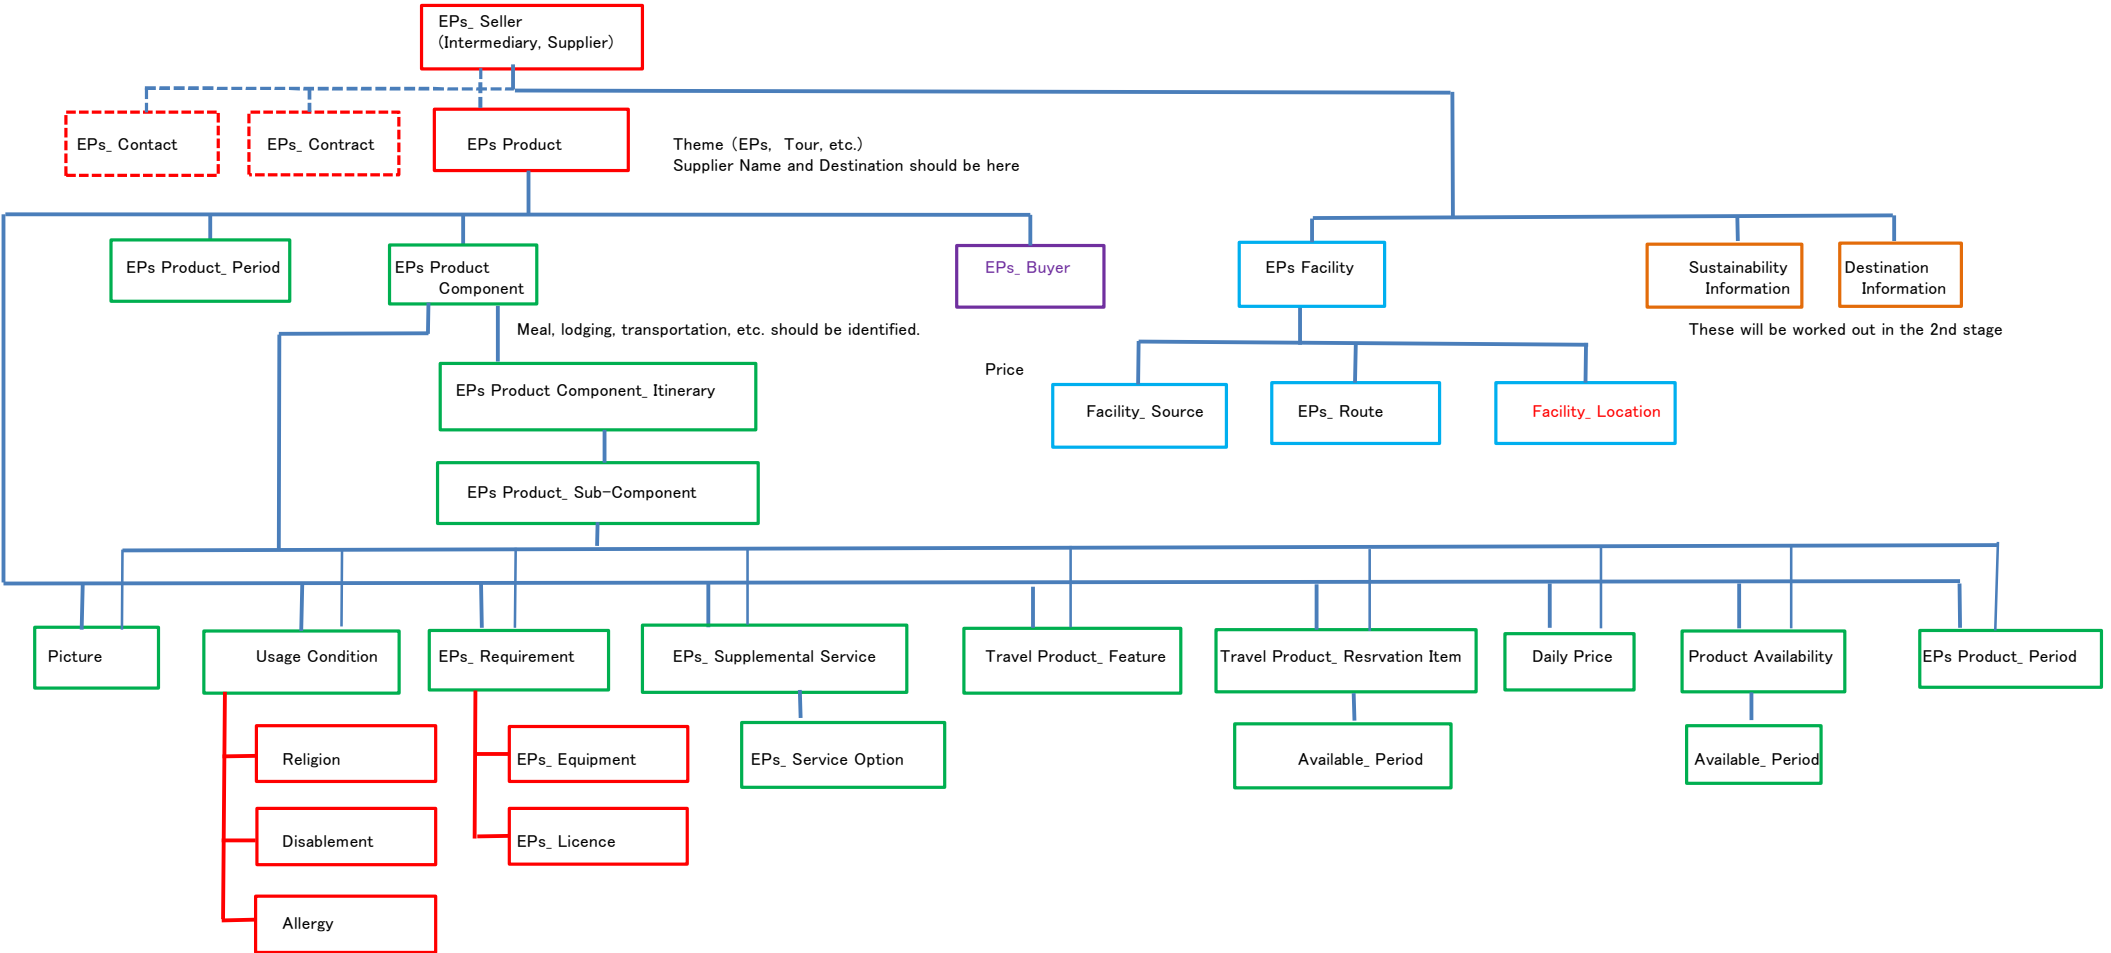 EPs_ Seller
(Intermediary, Supplier)
EPs_ Contact
EPs_ Contract
EPs Product
Theme (EPs, Tour, etc.)
Supplier Name and Destination should be here
EPs Product_ Period
EPs Product
Component
EPs_ Buyer
EPs Facility
Sustainability
Information
Destination
Information
Meal, lodging, transportation, etc. should be identified.
These will be worked out in the 2nd stage
Price
EPs Product Component_ Itinerary
Facility_ Source
EPs_ Route
Facility_ Location
EPs Product_ Sub-Component
Picture
Usage Condition
EPs_ Requirement
EPs_ Supplemental Service
Travel Product_ Feature
Travel Product_ Resrvation Item
Daily Price
Product Availability
EPs Product_ Period
Religion
EPs_ Equipment
EPs_ Service Option
Available_ Period
Available_ Period
Disablement
EPs_ Licence
Allergy